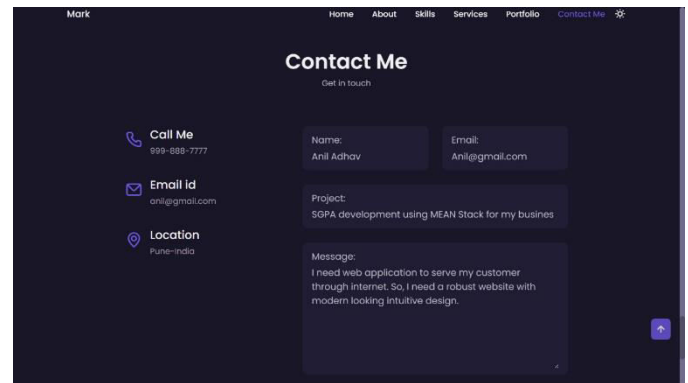 Mark Home About Skills Services Portfolio Contact Me
Contact Me
Get in touch
Call Me
999-888-7777
Email id
anil@gmail.com
Location
Pune-India
Name:
Anil Adhav
Email:
Anil@gmail.com
Project:
SGPA development using MEAN Stack for my busines
Message:
I need web application to serve my customer
through internet. So, I need a robust website with
modern looking intuitive design.